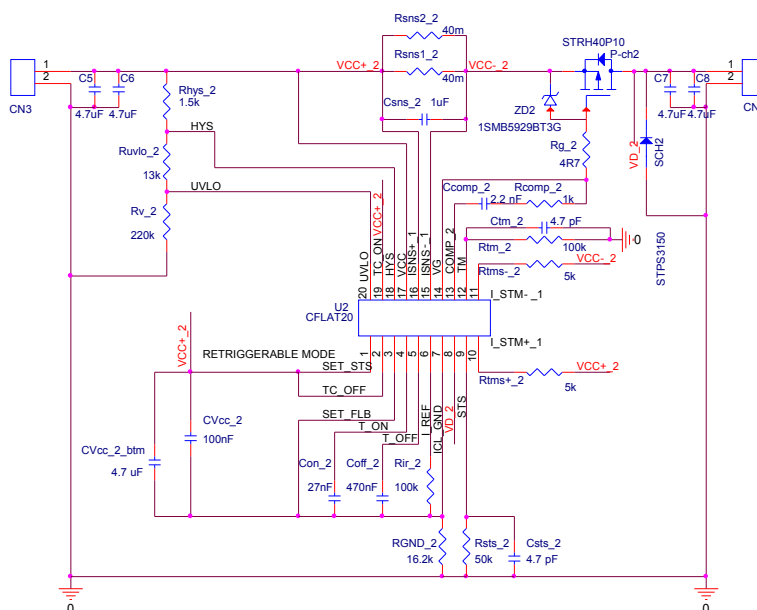 Rsns2_2
40m
Rsns1_2
40m
VCC+_2
VCC-_2
STRH40P10
P-ch2
1
2
CN3
C5
C6
4.7uF
4.7uF
Rhys_2
1.5k
Csns_2
1uF
ZD2
1SMB5929BT3G
C7
C8
4.7uF
4.7uF
1
2
CN
HYS
Ruvlo_2
13k
UVLO
Rv_2
220k
Rg_2
4R7
VD_2
SCH2
STPS3150
Ccomp_2
2.2 nF
Rcomp_2
1k
Ctm_2
4.7 pF
Rtm_2
100k
0
Rtms-_2
5k
VCC-_2
VCC+_2
UVLO
TC_ON
HYS
VCC
ISNS+_1
ISNS-_1
VG
COMP_2
TM
20
19
18
17
16
15
14
13
12
11
I_STM-_1
U2
CFLAT20
I_STM+_1
1
2
3
4
5
6
7
8
9
10
VCC+_2
RETRIGGERABLE MODE
SET_STS
TC_OFF
SET_FLB
T_ON
T_OFF
I_REF
ICL_GND
VD_2
STS
Rtms+_2
5k
VCC+_2
CVcc_2
100nF
CVcc_2_btm
4.7 uF
Con_2
27nF
Coff_2
470nF
Rir_2
100k
RGND_2
16.2k
Rsts_2
50k
Csts_2
4.7 pF
0
0